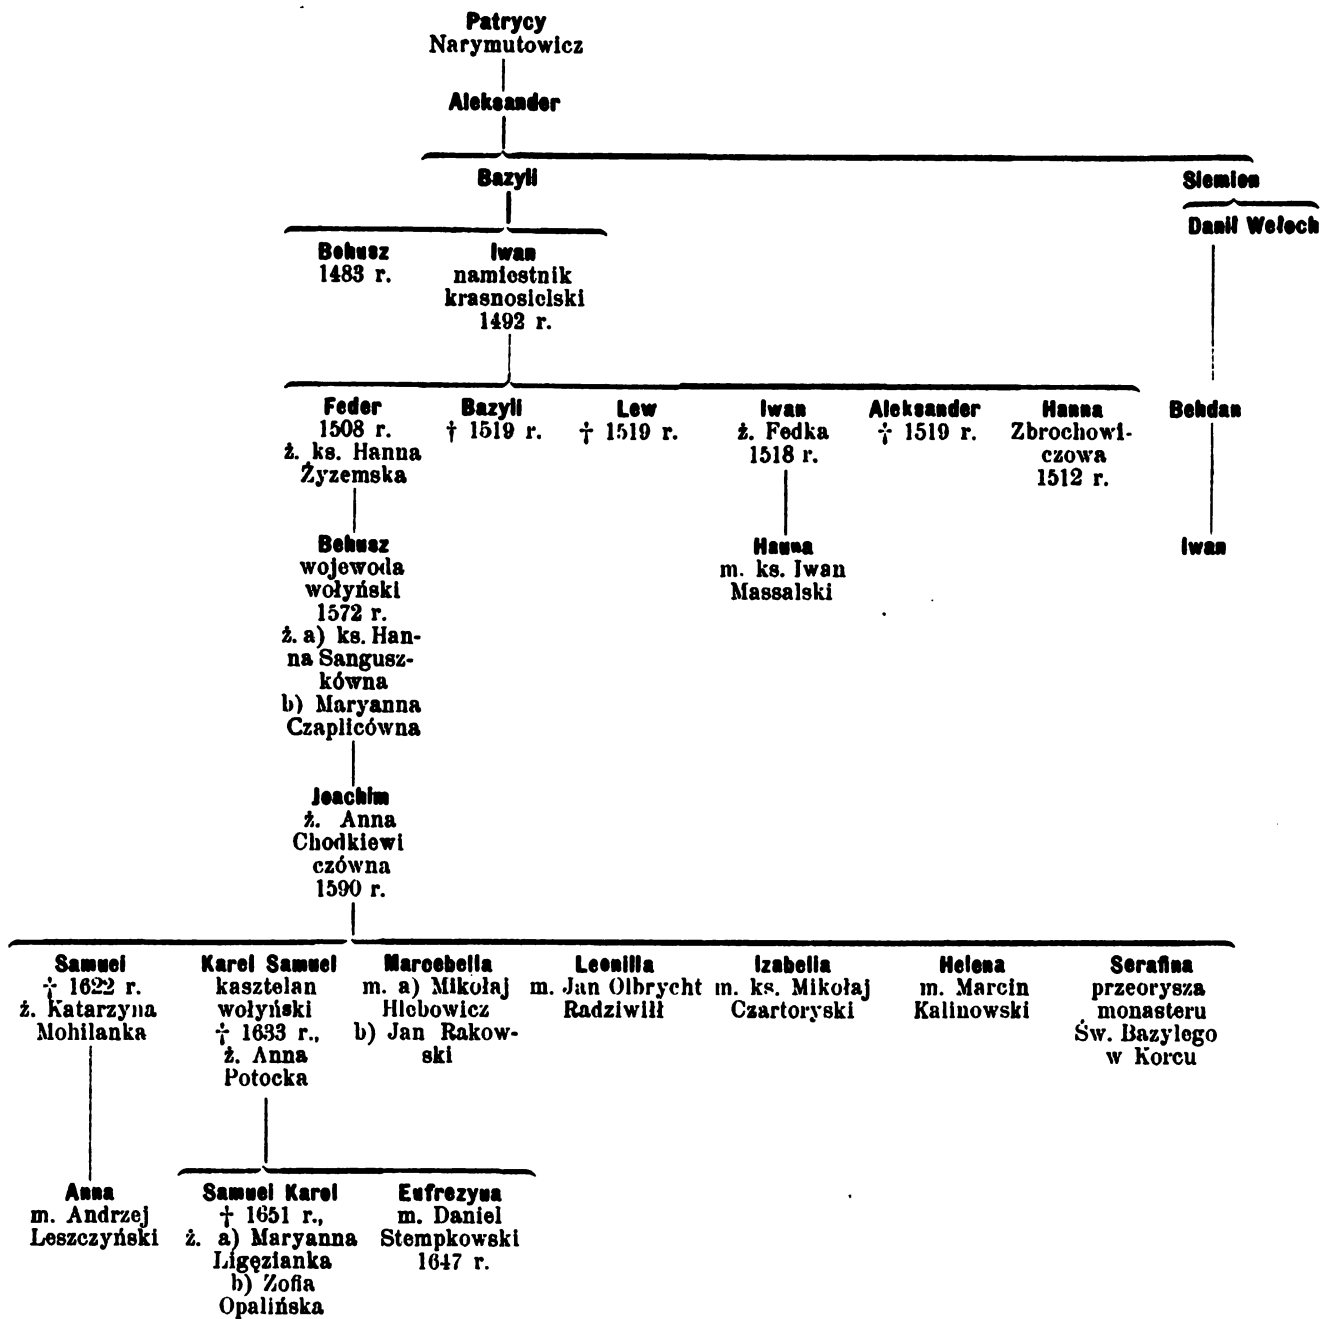 Patrycy
Narymutowicz
Aleksander
Bazyli
Siemion
Danil Wołoch
Bohusz
1483 r.
Iwan
namiestnik
krasnosielski
1492 r.
Fedor
1508 r.
ż. ks. Hanna
Żyzemska
Bazyli
† 1519 r.
Lew
† 1519 r.
Iwan
ż. Fedka
1518 r.
Aleksander
† 1519 r.
Hanna
Zbrochowi-
czowa
1512 r.
Bohdan
Bohusz
wojewoda
wołyński
1572 r.
ż. a) ks. Han-
na Sangusz-
kówna
b) Maryanna
Czaplicówna
Hanna
m. ks. Iwan
Massalski
Iwan
Joachim
ż. Anna
Chodkiewi
czówna
1590 r.
Samuel
† 1622 r.
ż. Katarzyna
Mohilanka
Karol Samuel
kasztelan
wołyński
† 1633 r.,
ż. Anna
Potocka
Marcebella
m. a) Mikołaj
Hlebowicz
b) Jan Rakow-
ski
Leonilla
m. Jan Olbrycht
Radziwiłł
Izabella
m. ks. Mikołaj
Czartoryski
Helena
m. Marcin
Kalinowski
Serafina
przeorysza
monasteru
Św. Bazylego
w Korcu
Anna
m. Andrzej
Leszczyński
Samuel Karol
† 1651 r.,
ż. a) Maryanna
Ligęzianka
b) Zofia
Opalińska
Eufrozyna
m. Daniel
Stempkowski
1647 r.